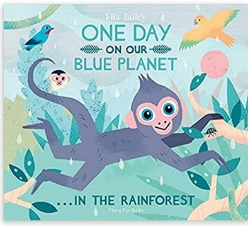 Ella Bailey
ONE DAY
ON OUR
BLUE PLANET
...IN THE RAINFOREST
Flying Eye Books